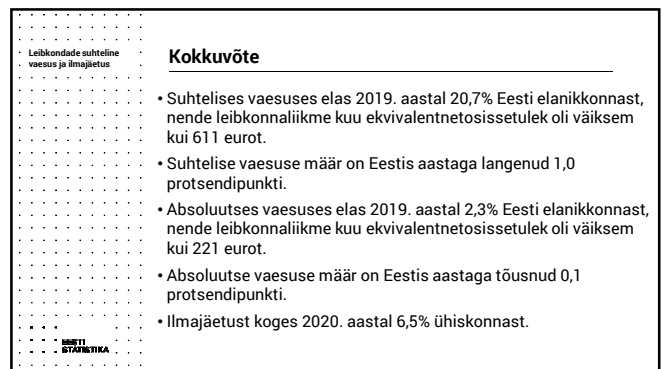 Leibkondade suhteline
vaesus ja ilmajäetus
Kokkuvõte
• Suhtelises vaesuses elas 2019. aastal 20,7% Eesti elanikkonnast,
nende leibkonnaliikme kuu ekvivalentnetosissetulek oli väiksem
kui 611 eurot.
• Suhtelise vaesuse määr on Eestis aastaga langenud 1,0
protsendipunkti.
• Absoluutses vaesuses elas 2019. aastal 2,3% Eesti elanikkonnast,
nende leibkonnaliikme kuu ekvivalentnetosissetulek oli väiksem
kui 221 eurot.
• Absoluutse vaesuse määr on Eestis aastaga tõusnud 0,1
protsendipunkti.
• Ilmajäetust koges 2020. aastal 6,5% ühiskonnast.
EESTI
STATISTIKA